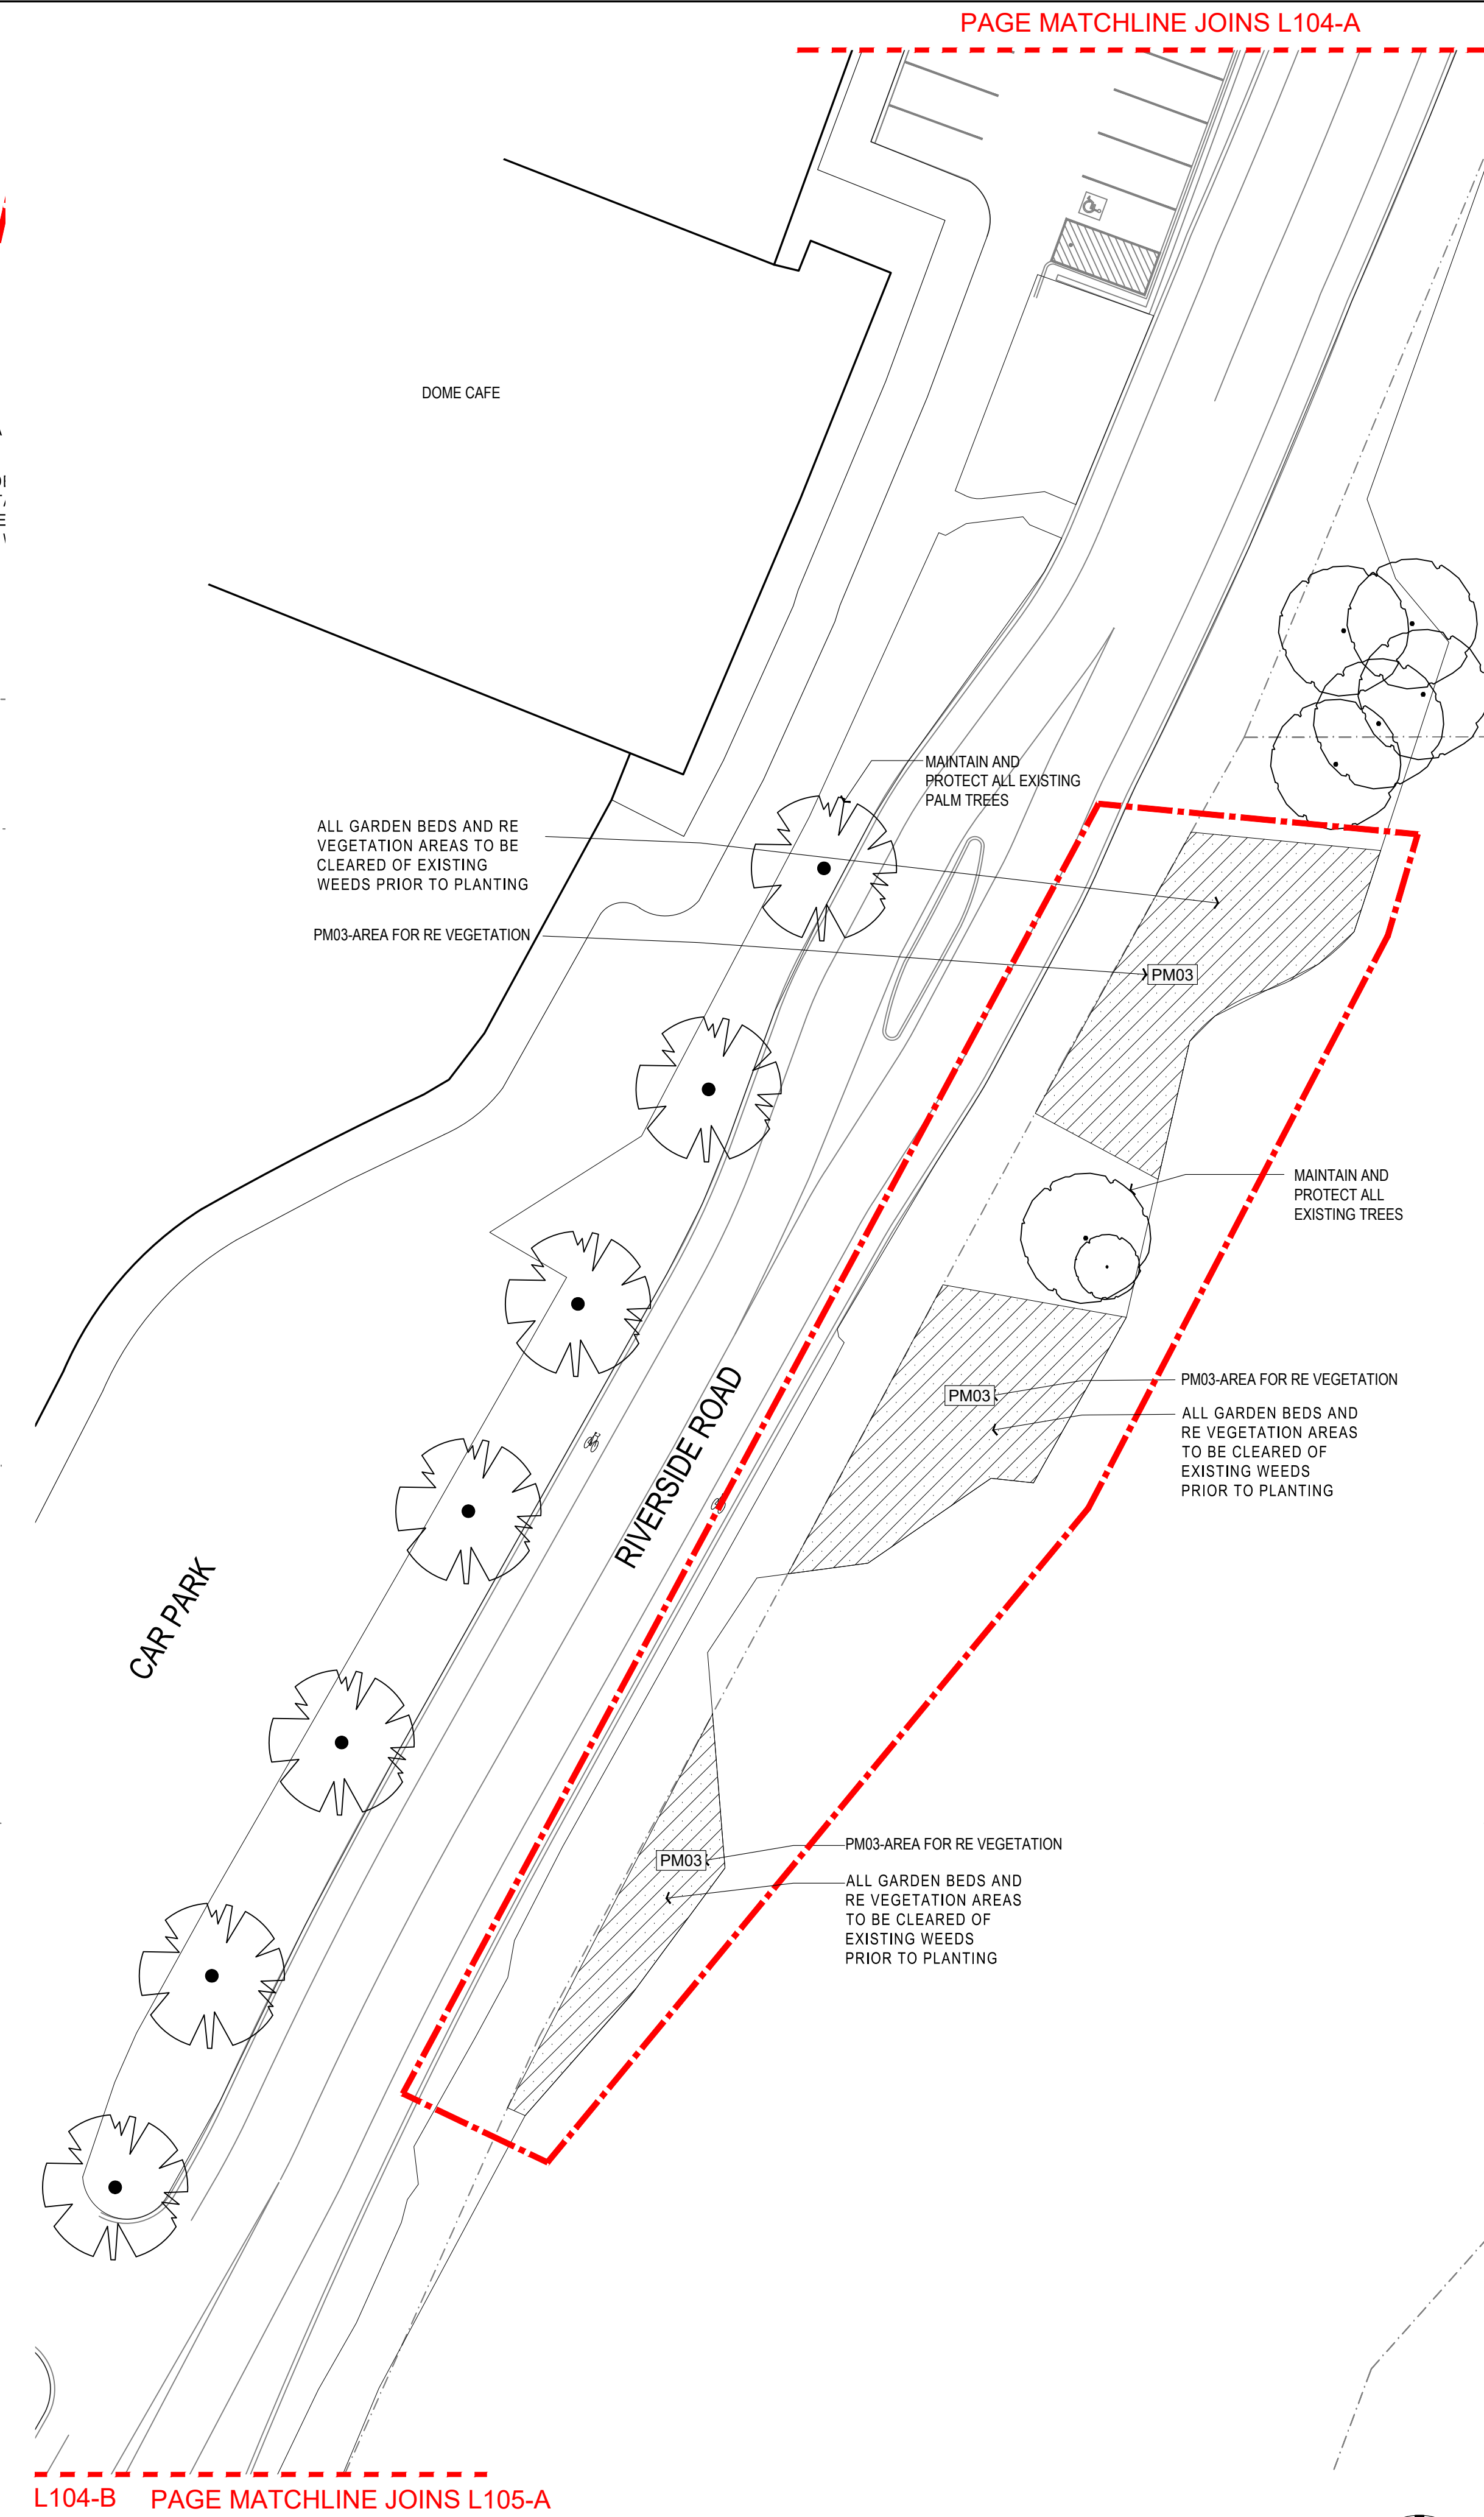 PAGE MATCHLINE JOINS L104-A
DOME CAFE
MAINTAIN AND
PROTECT ALL EXISTING
PALM TREES
ALL GARDEN BEDS AND RE
VEGETATION AREAS TO BE
CLEARED OF EXISTING
WEEDS PRIOR TO PLANTING
PM03-AREA FOR RE VEGETATION
PM03
MAINTAIN AND
PROTECT ALL
EXISTING TREES
PM03-AREA FOR RE VEGETATION
PM03
ALL GARDEN BEDS AND
RE VEGETATION AREAS
TO BE CLEARED OF
EXISTING WEEDS
PRIOR TO PLANTING
RIVERSIDE ROAD
CAR PARK
PM03-AREA FOR RE VEGETATION
PM03
ALL GARDEN BEDS AND
RE VEGETATION AREAS
TO BE CLEARED OF
EXISTING WEEDS
PRIOR TO PLANTING
L104-B
PAGE MATCHLINE JOINS L105-A